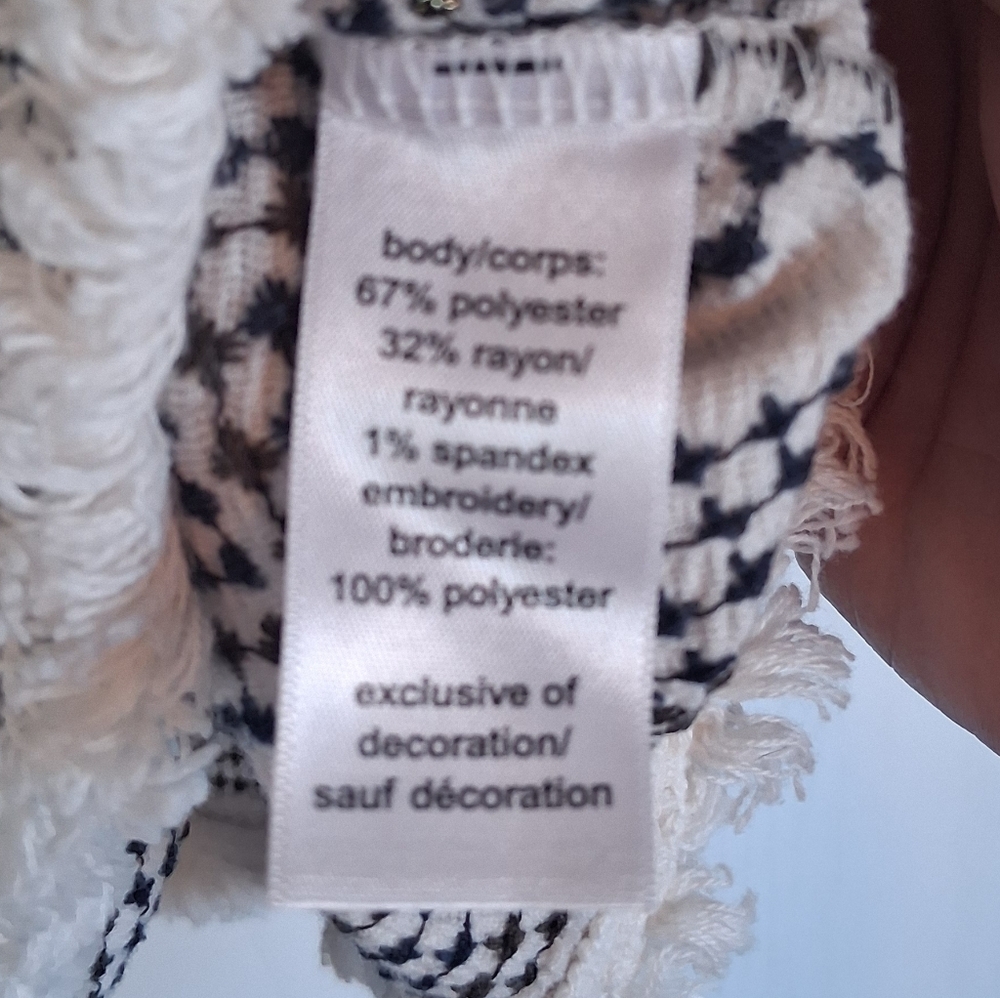 body/corps:
67% polyester
32% rayon/
rayonne
1% spandex
embroidery/
broderie:
100% polyester
exclusive of
decoration/
sauf décoration